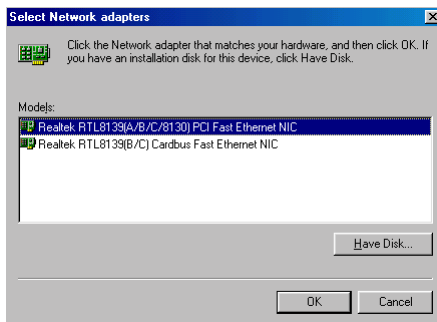 Select Network adapters
Click the Network adapter that matches your hardware, and then click OK. If
you have an installation disk for this device, click Have Disk.
Models:
Realtek RTL8139(A/B/C/8130) PCI Fast Ethernet NIC
Realtek RTL8139(B/C) Cardbus Fast Ethernet NIC
Have Disk...
OK
Cancel